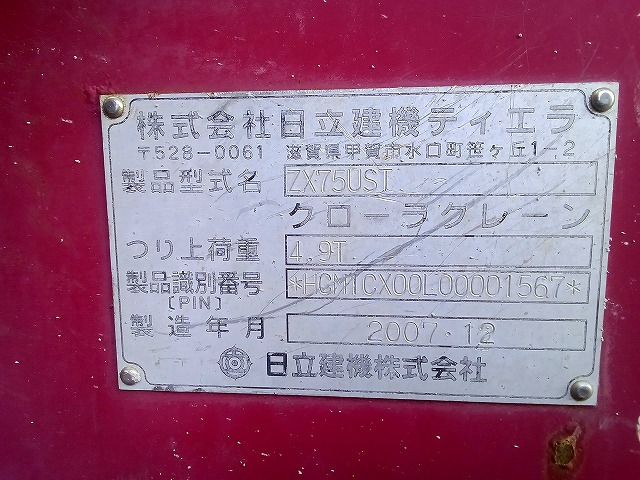 株式会社日立建機ティエラ
〒528-0061 滋賀県甲賀市水口町笹ヶ丘1-2
製品型式名 ZX75UST
クローラクレーン
つり上荷重 4.9T
製品識別番号 *HCM1CX00L00001567*
(PIN)
製造年月 2007.12
日立建機株式会社